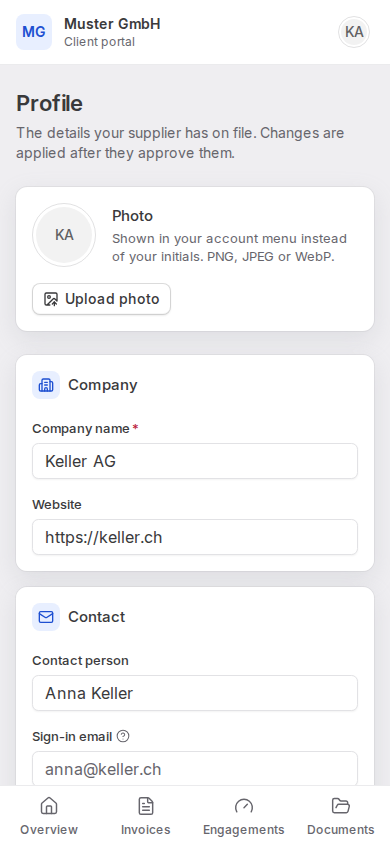 MG
Muster GmbH
Client portal
KA
Profile
The details your supplier has on file. Changes are
applied after they approve them.
KA
Photo
Shown in your account menu instead
of your initials. PNG, JPEG or WebP.
Upload photo
Company
Company name *
Keller AG
Website
https://keller.ch
Contact
Contact person
Anna Keller
Sign-in email
anna@keller.ch
Overview
Invoices
Engagements
Documents